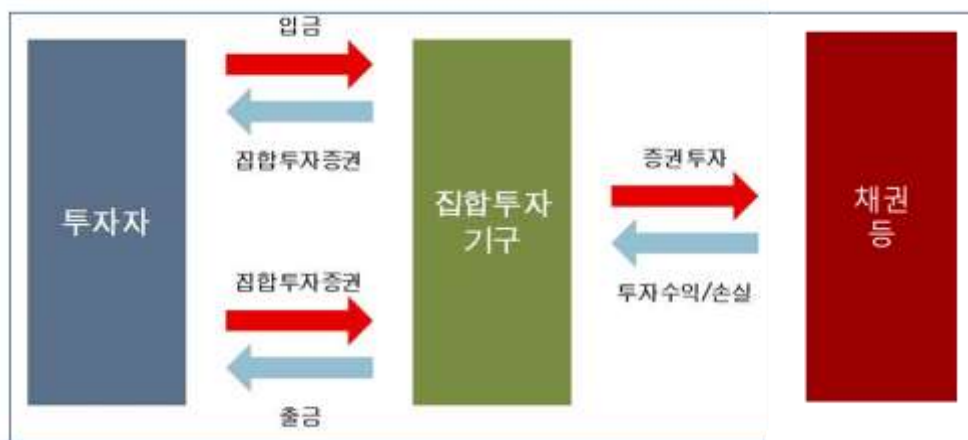 입금
집합투자증권
투자자
집합투자증권
출금
집합투자
기구
증권 투자
투자 수익/손실
채권
등